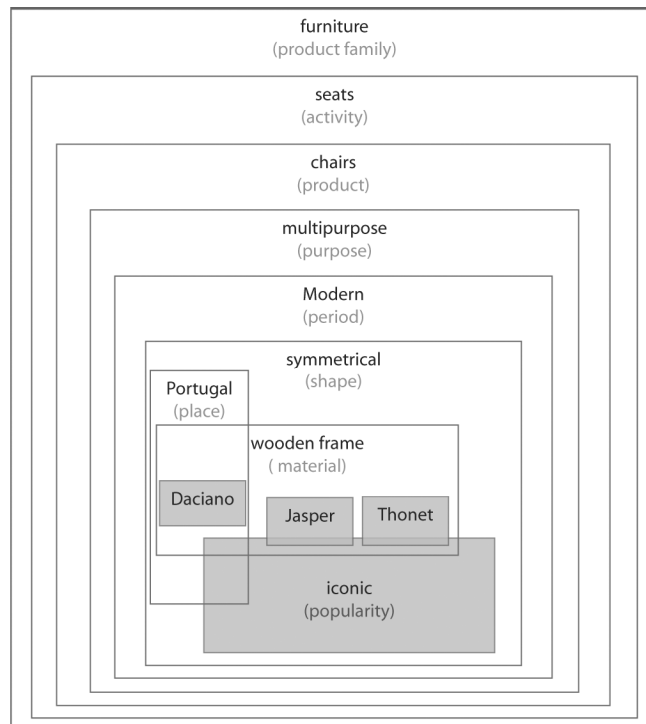 furniture
(product family)
seats
(activity)
chairs
(product)
multipurpose
(purpose)
Modern
(period)
symmetrical
(shape)
Portugal
(place)
wooden frame
( material)
Daciano
Jasper
Thonet
iconic
(popularity)